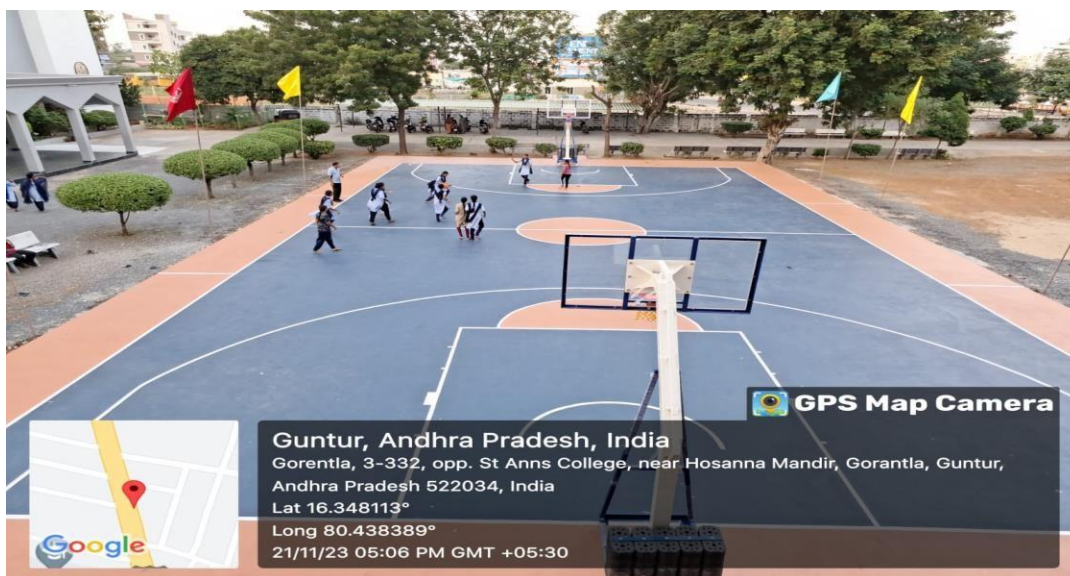 GPS Map Camera
Guntur, Andhra Pradesh, India
Gorentla, 3-332, opp. St Anns College, near Hosanna Mandir, Gorantla, Guntur,
Andhra Pradesh 522034, India
Lat 16.348113°
Long 80.438389°
21/11/23 05:06 PM GMT +05:30
Google